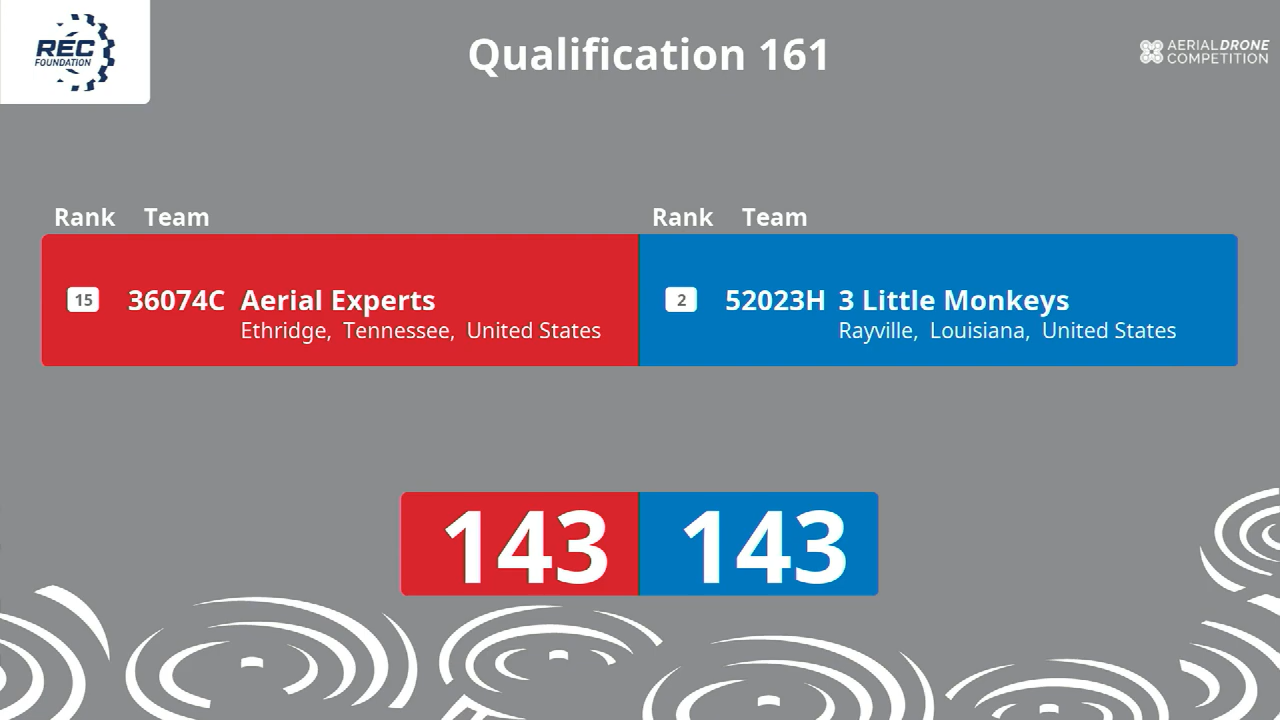 REC
FOUNDATION
Qualification 161
AERIALDRONE
COMPETITION
Rank Team
Rank Team
15 36074C Aerial Experts
Ethridge, Tennessee, United States
2 52023H 3 Little Monkeys
Rayville, Louisiana, United States
143 143